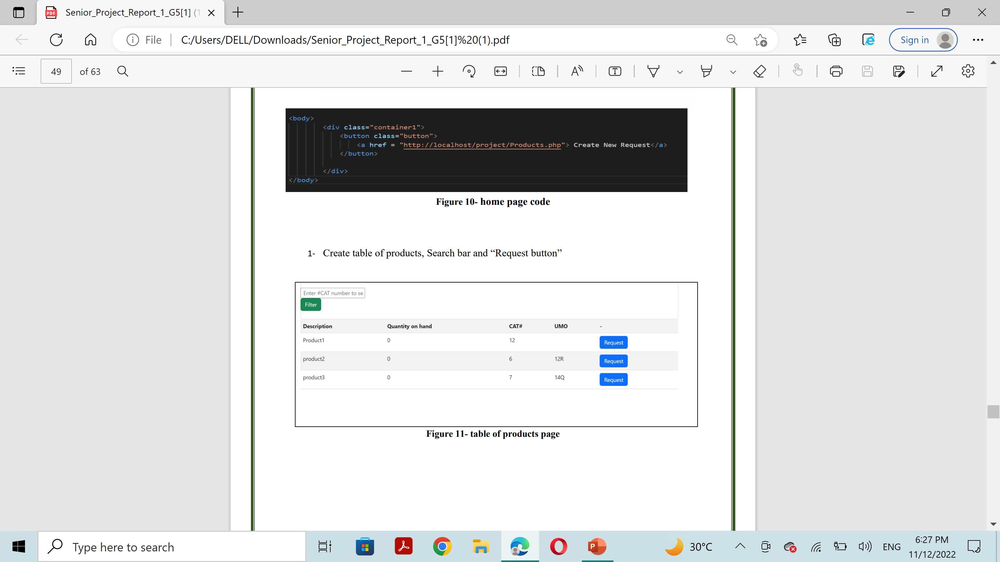 Senior_Project_Report_1_G5[1] (1
File
C:/Users/DELL/Downloads/Senior_Project_Report_1_G5[1]%20(1).pdf
Sign in
49 of 63
<body>
<div class="container1">
<button class="button">
<a href = "http://localhost/project/Products.php"> Create New Request</a>
</button>
</div>
</body>
Figure 10- home page code
1- Create table of products, Search bar and “Request button”
Enter #CAT number to se
Filter
Description Quantity on hand CAT# UMO -
Product1 0 12 Request
product2 0 6 12R Request
product3 0 7 14Q Request
Figure 11- table of products page
Type here to search
30°C
ENG
6:27 PM
11/12/2022